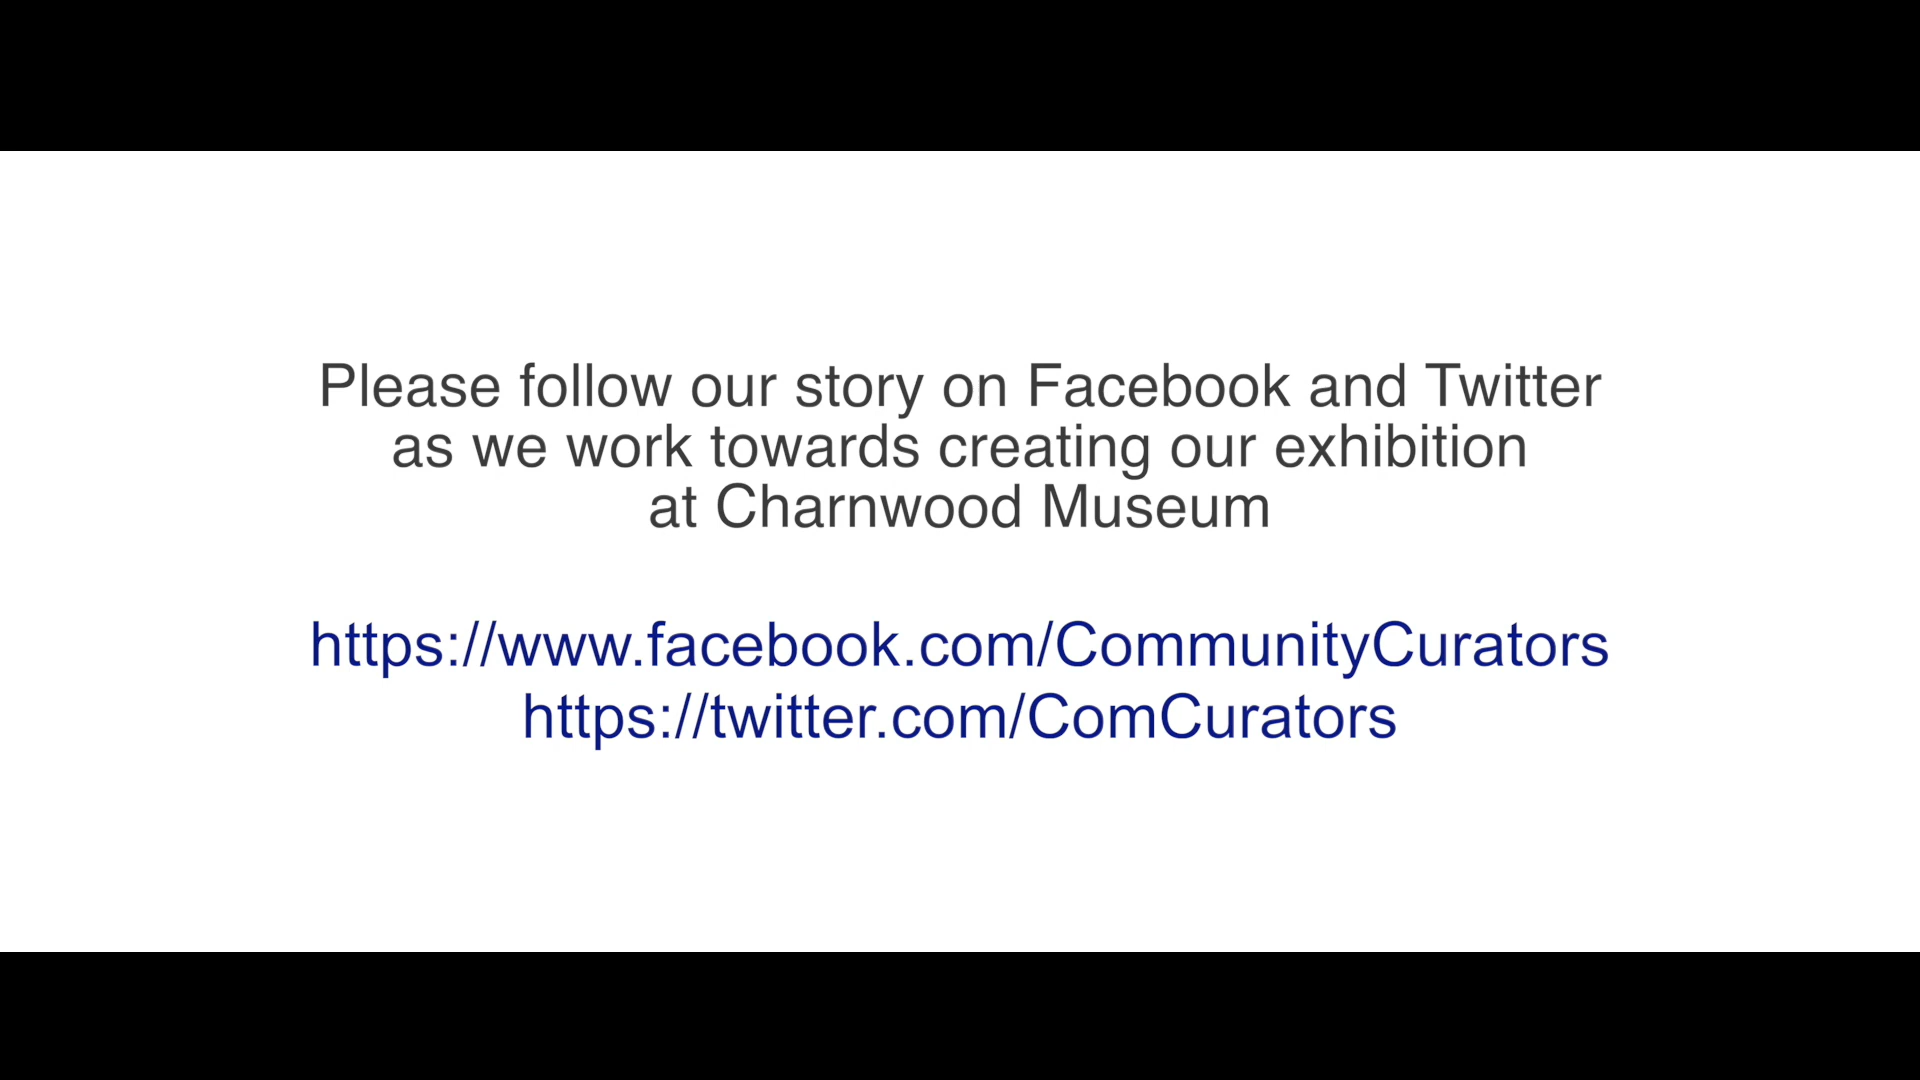 Please follow our story on Facebook and Twitter
as we work towards creating our exhibition
at Charnwood Museum
https://www.facebook.com/CommunityCurators
https://twitter.com/ComCurators